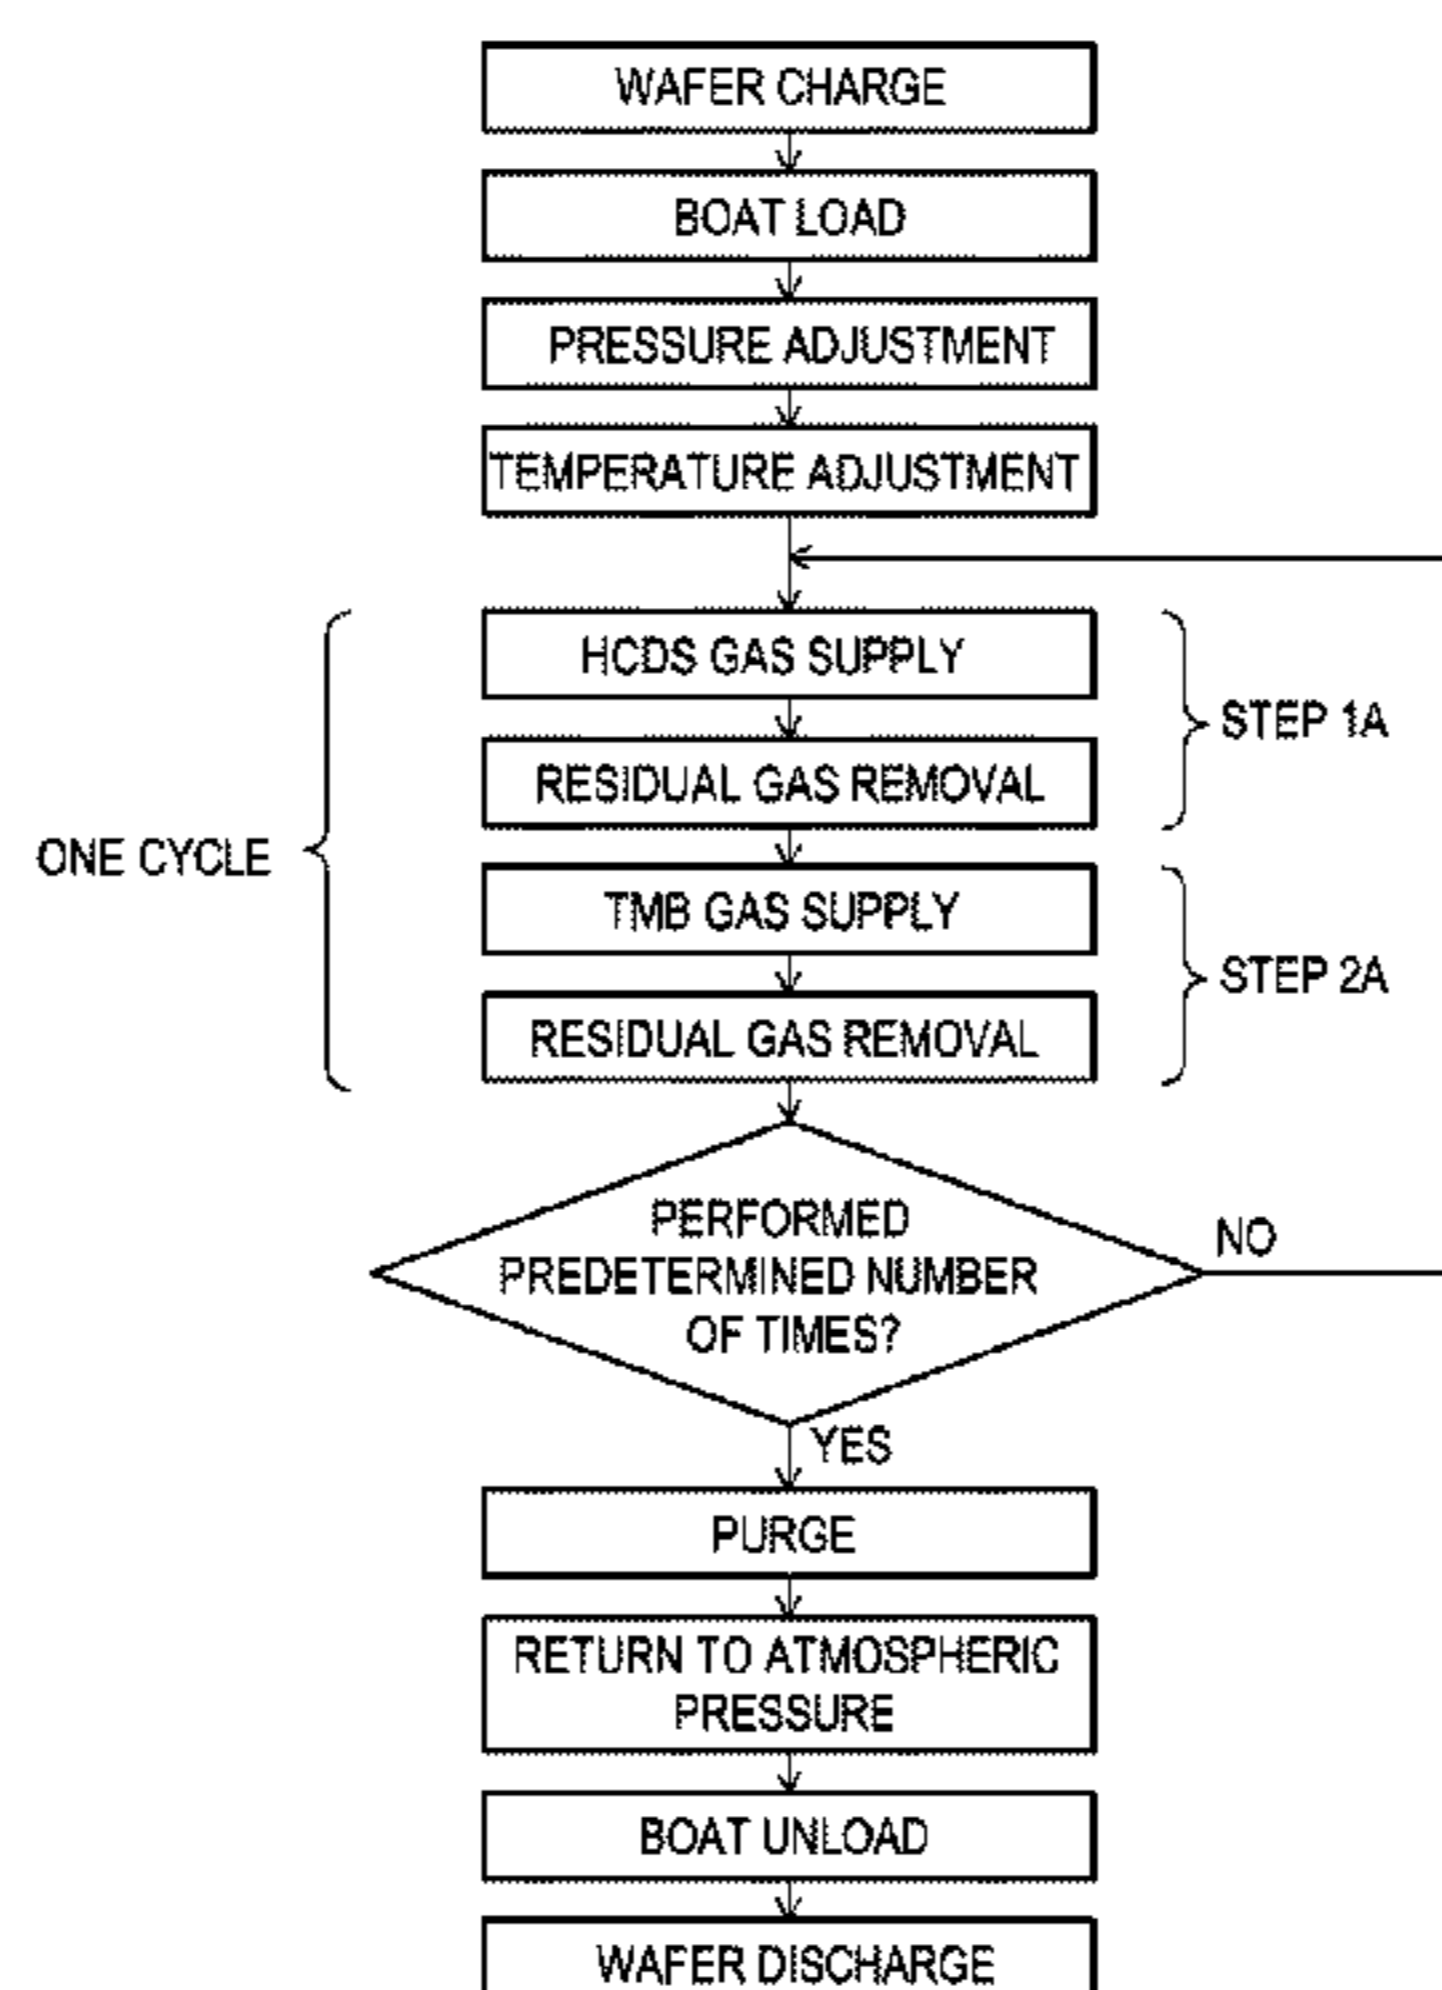 WAFER CHARGE
BOAT LOAD
PRESSURE ADJUSTMENT
TEMPERATURE ADJUSTMENT
HCDS GAS SUPPLY
STEP 1A
RESIDUAL GAS REMOVAL
ONE CYCLE
TMB GAS SUPPLY
STEP 2A
RESIDUAL GAS REMOVAL
PERFORMED
PREDETERMINED NUMBER
OF TIMES?
NO
YES
PURGE
RETURN TO ATMOSPHERIC
PRESSURE
BOAT UNLOAD
WAFER DISCHARGE